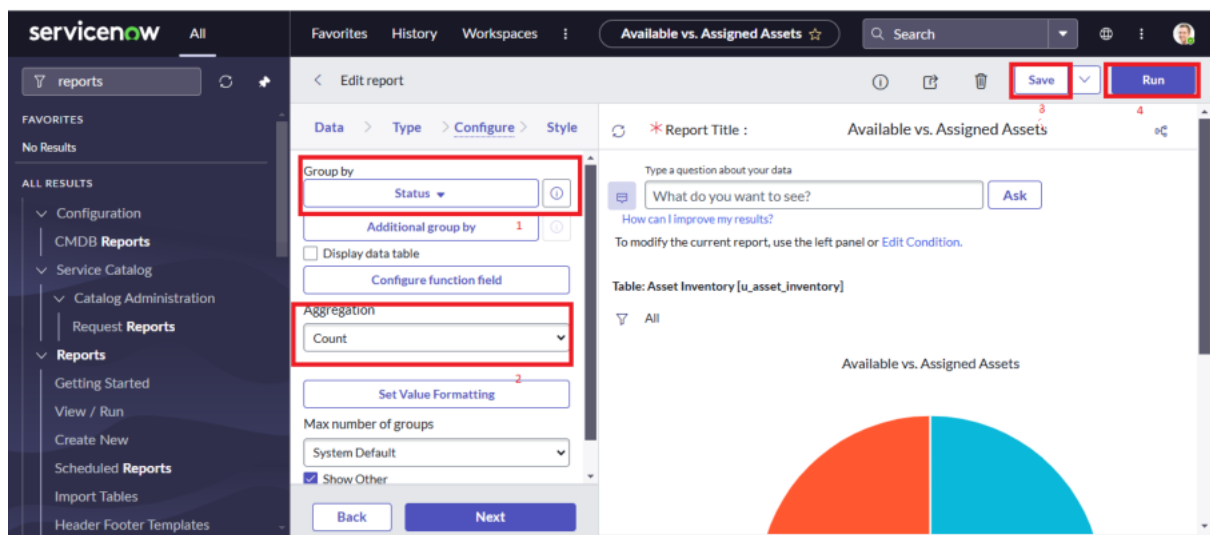 servicenow
All
Favorites History Workspaces
Available vs. Assigned Assets
Search
reports
Edit report
Save
Run
3
4
FAVORITES
No Results
ALL RESULTS
Configuration
CMDB Reports
Service Catalog
Catalog Administration
Request Reports
Reports
Getting Started
View / Run
Create New
Scheduled Reports
Import Tables
Header Footer Templates
Data > Type > Configure > Style
Group by
Status
Additional group by
1
Display data table
Configure function field
Aggregation
Count
2
Set Value Formatting
Max number of groups
System Default
Show Other
Back
Next
*Report Title :
Available vs. Assigned Assets
Type a question about your data
What do you want to see?
Ask
How can I improve my results?
To modify the current report, use the left panel or Edit Condition.
Table: Asset Inventory [u_asset_inventory]
All
Available vs. Assigned Assets